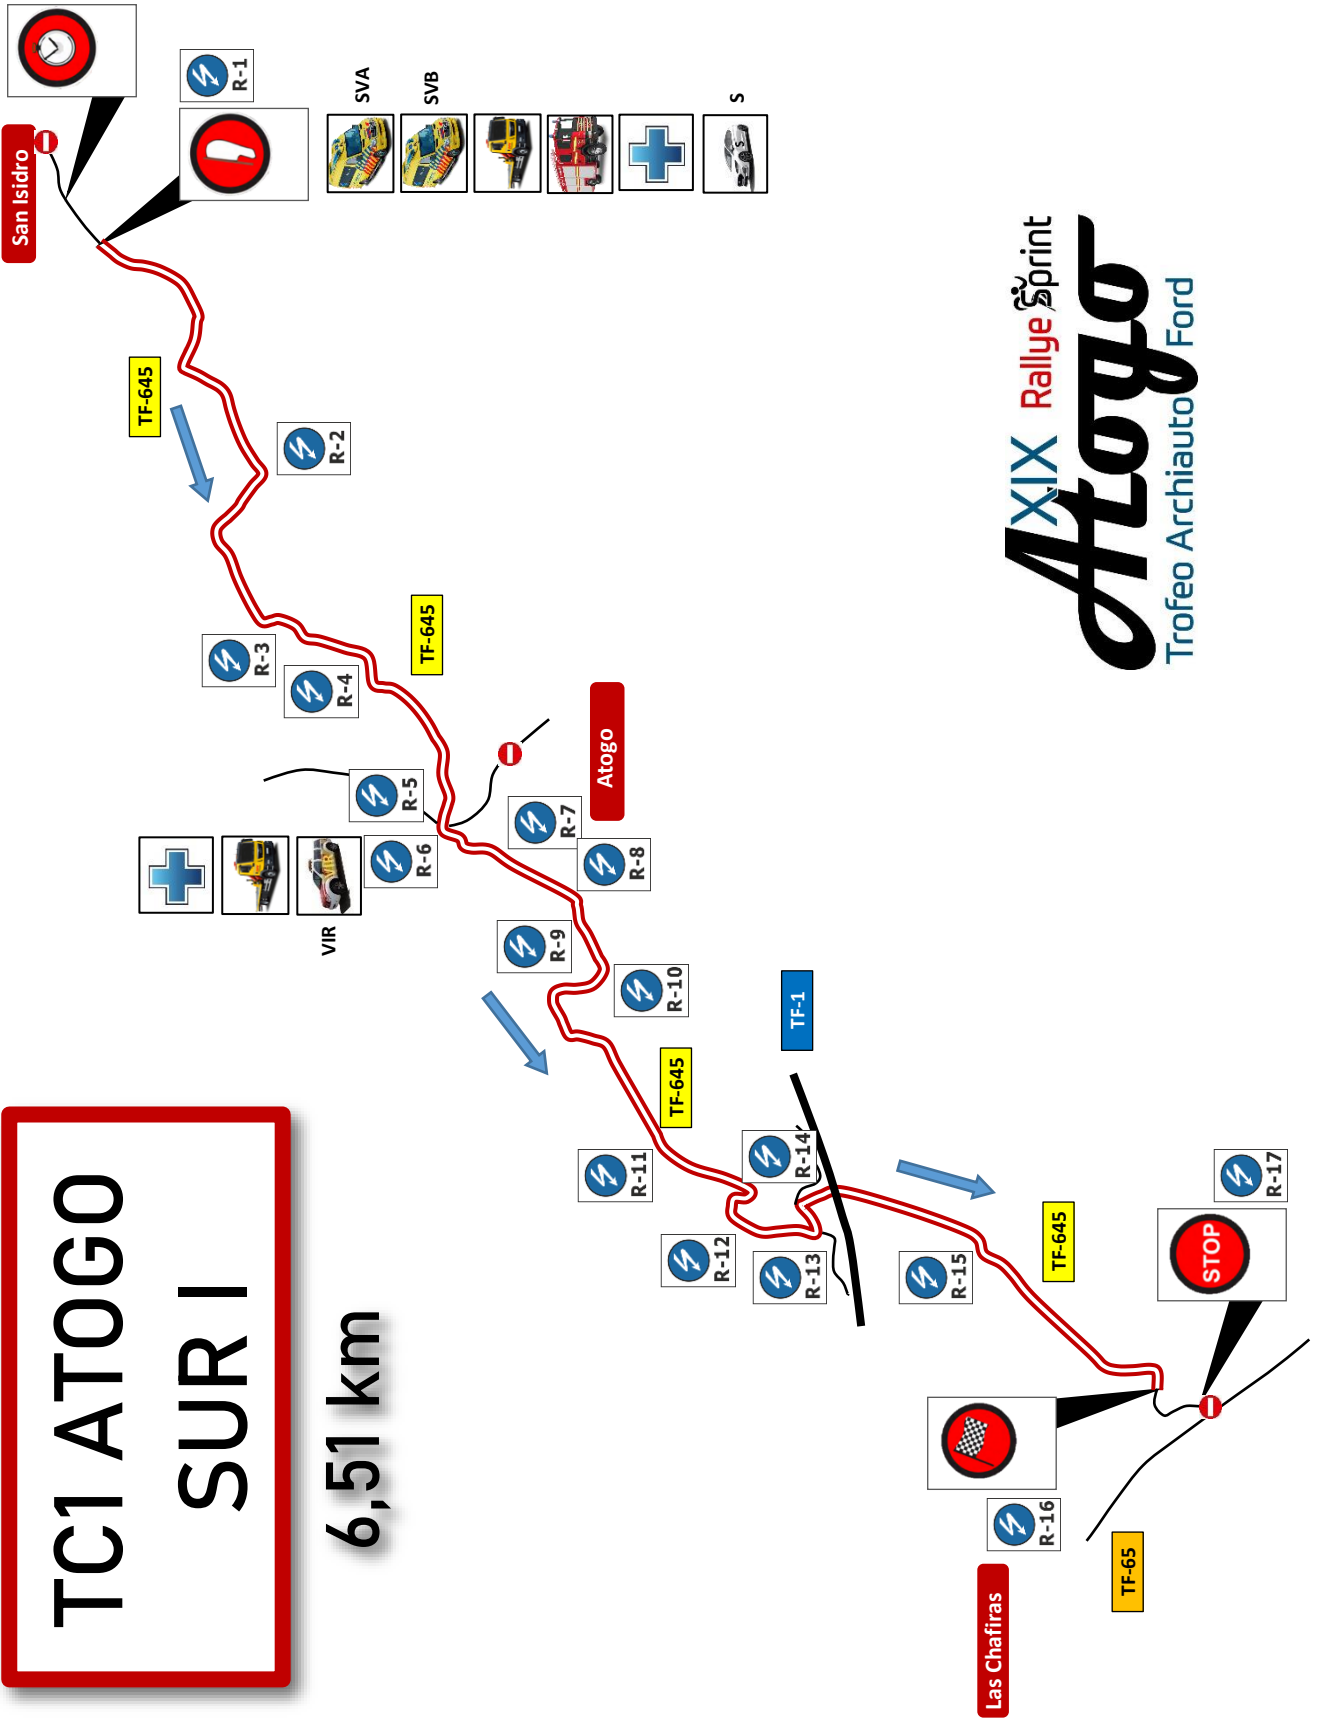 TC1 ATOGO
SUR I
6,51 km
San Isidro
R-1
SVA
SVB
S
TF-645
R-2
R-3
R-4
TF-645
R-5
R-6
VIR
R-7
R-8
Atogo
R-9
R-10
TF-645
TF-1
R-11
R-12
R-13
R-14
R-15
TF-645
R-16
Las Chafiras
TF-65
STOP
R-17
XIX Rallye Sprint
Atogo
Trofeo Archiauto Ford